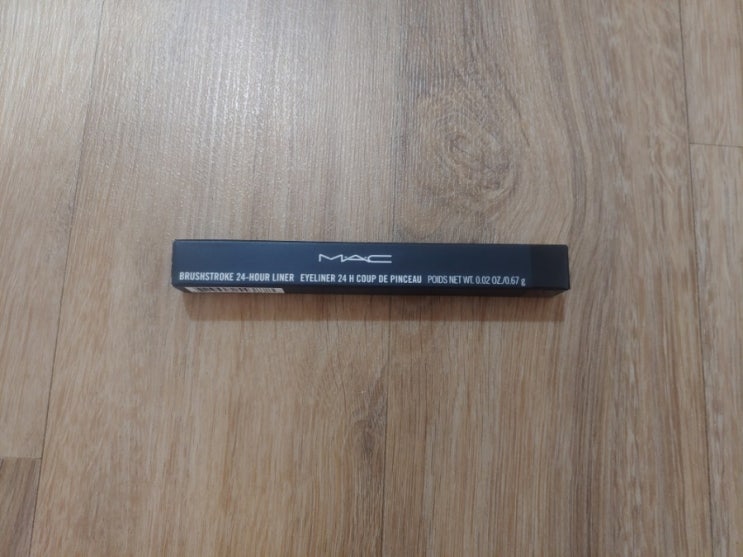 MAC
BRUSHSTROKE 24-HOUR LINER EYELINER 24 H COUP DE PINCEAU POIDS NET WT. 0.02 OZ./0.67 g